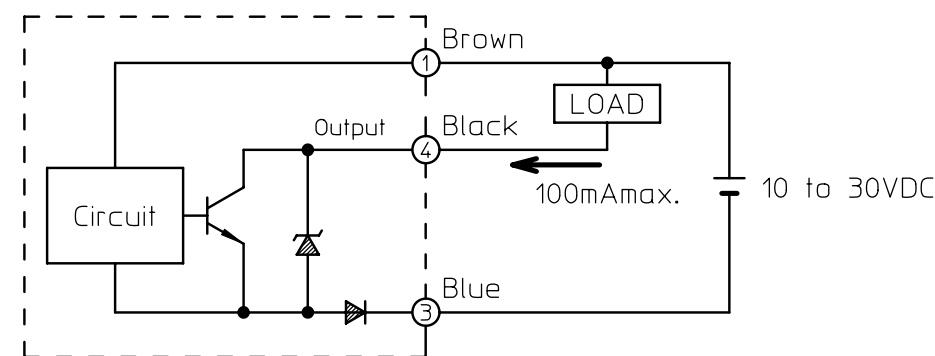 Brown
1
LOAD
Output
Black
4
100mAmax.
10 to 30VDC
Circuit
Blue
3